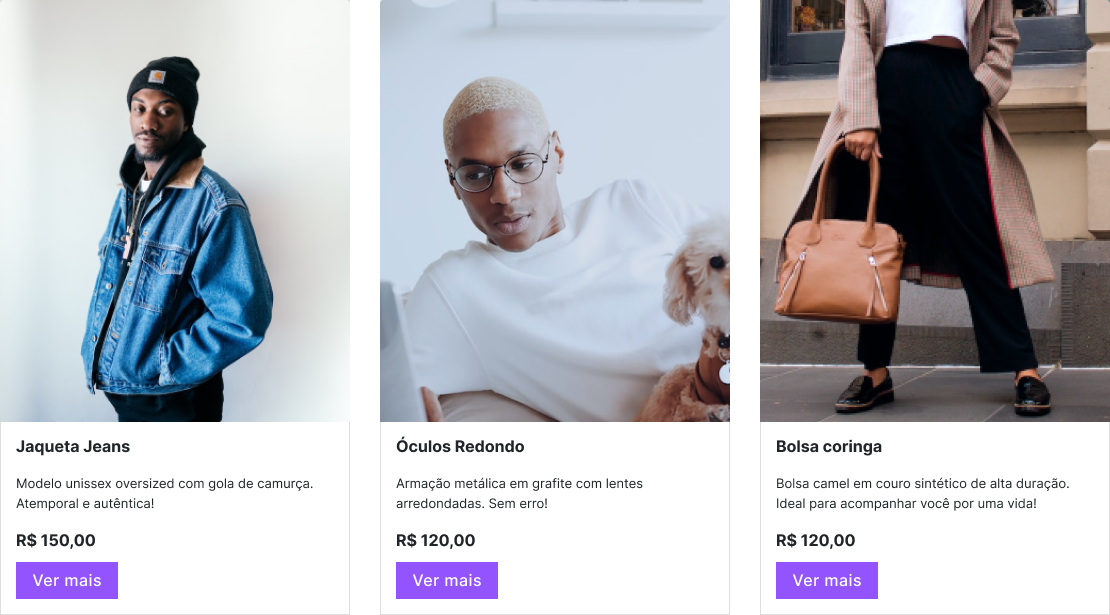 Jaqueta Jeans
Modelo unissex oversized com gola de camurça.
Atemporal e autêntica!
R$ 150,00
Ver mais
Óculos Redondo
Armação metálica em grafite com lentes
arredondadas. Sem erro!
R$ 120,00
Ver mais
Bolsa coringa
Bolsa camel em couro sintético de alta duração.
Ideal para acompanhar você por uma vida!
R$ 120,00
Ver mais